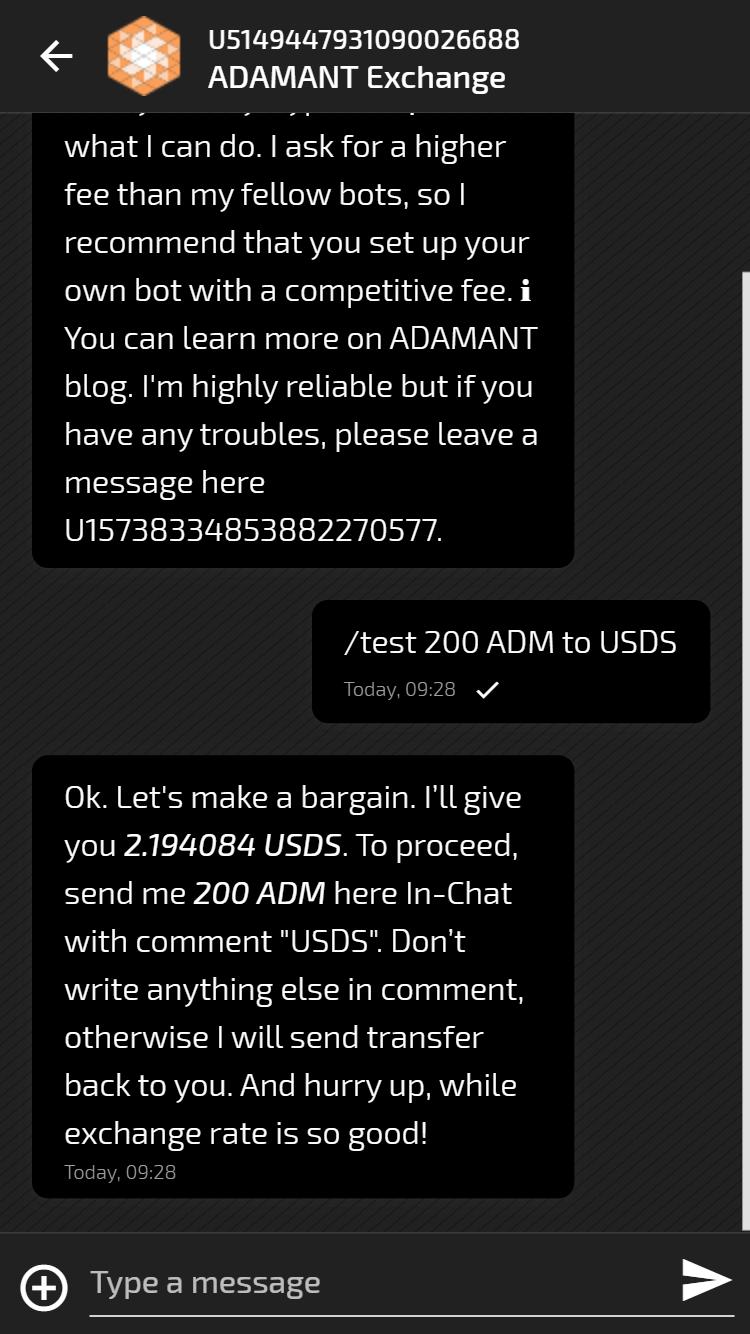 U5149447931090026688
ADAMANT Exchange
what I can do. I ask for a higher
fee than my fellow bots, so I
recommend that you set up your
own bot with a competitive fee. ℹ
You can learn more on ADAMANT
blog. I'm highly reliable but if you
have any troubles, please leave a
message here
U15738334853882270577.
/test 200 ADM to USDS
Today, 09:28
Ok. Let's make a bargain. I’ll give
you 2.194084 USDS. To proceed,
send me 200 ADM here In-Chat
with comment "USDS". Don’t
write anything else in comment,
otherwise I will send transfer
back to you. And hurry up, while
exchange rate is so good!
Today, 09:28
Type a message